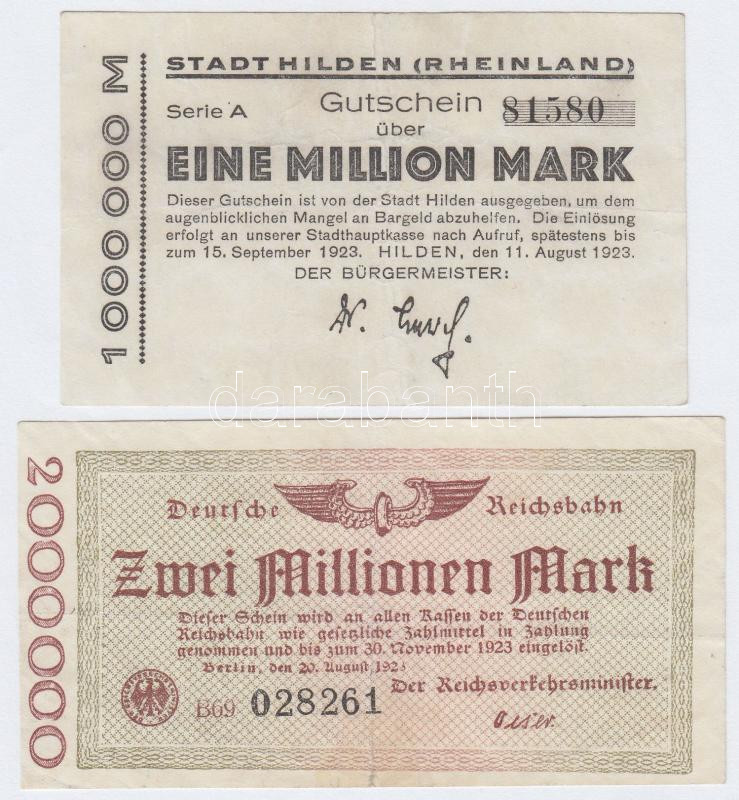 1000000 M
STADT HILDEN (RHEINLAND)
Serie A Gutschein 81580
über
EINE MILLION MARK
Dieser Gutschein ist von der Stadt Hilden ausgegeben, um dem
augenblicklichen Mangel an Bargeld abzuhelfen. Die Einlösung
erfolgt an unserer Stadthauptkasse nach Aufruf, spätestens bis
zum 15. September 1923. HILDEN, den 11. August 1923.
DER BÜRGERMEISTER:
darabanth
2000000
Deutsche Reichsbahn
Zwei Millionen Mark
Dieser Schein wird an allen Kassen der Deutschen
Reichsbahn wie gesetzliche Zahlmittel in Zahlung
genommen und bis zum 30. November 1923 eingelöst.
Berlin, den 20. August 1923
Der Reichsverkehrsminister.
B69 028261
Oeser.